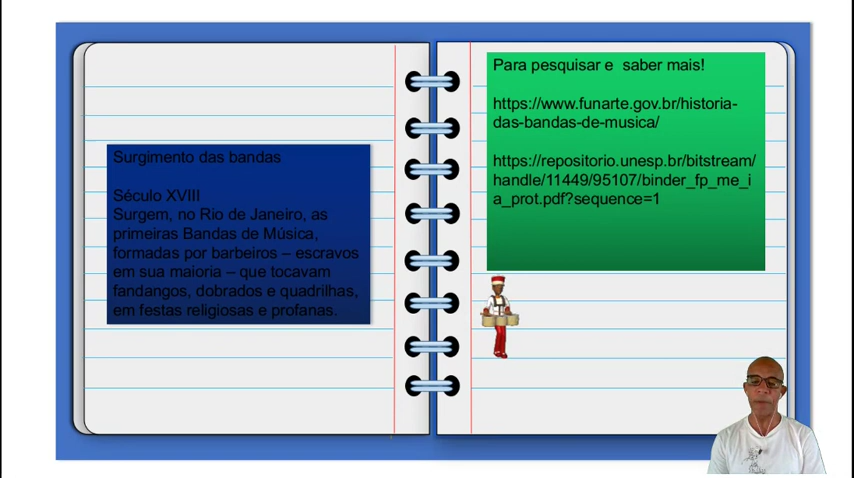 Surgimento das bandas
Século XVIII
Surgem, no Rio de Janeiro, as
primeiras Bandas de Música,
formadas por barbeiros – escravos
em sua maioria – que tocavam
fandangos, dobrados e quadrilhas,
em festas religiosas e profanas.
Para pesquisar e  saber mais!
https://www.funarte.gov.br/historia-
das-bandas-de-musica/
https://repositorio.unesp.br/bitstream/
handle/11449/95107/binder_fp_me_i
a_prot.pdf?sequence=1